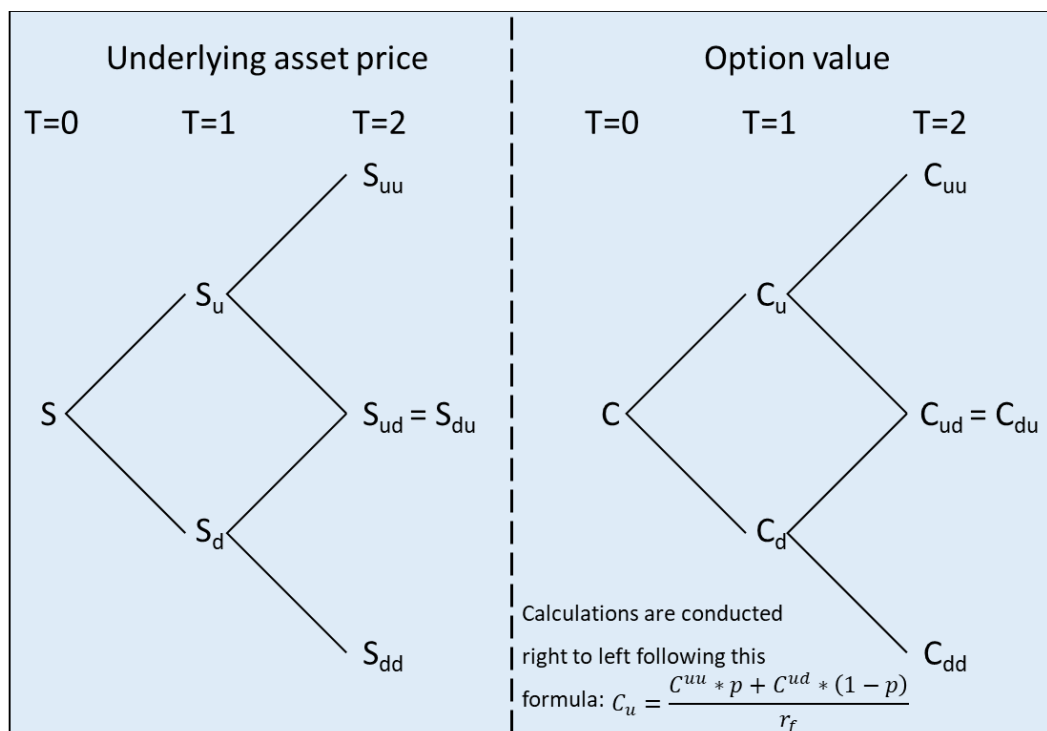 Underlying asset price
T=0 T=1 T=2
S_uu
S_u
S S_ud = S_du
S_d
S_dd
Option value
T=0 T=1 T=2
C_uu
C_u
C C_ud = C_du
C_d
C_dd
Calculations are conducted
right to left following this
formula: C_u = (C^uu * p + C^ud * (1 − p)) / r_f